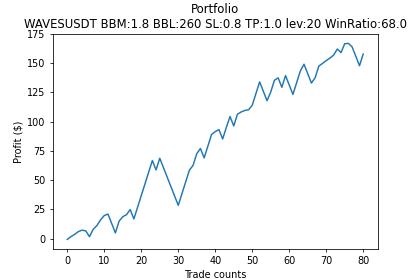 Portfolio
WAVESUSDT BBM:1.8 BBL:260 SL:0.8 TP:1.0 lev:20 WinRatio:68.0
175
150
125
100
75
50
25
0
Profit ($)
0 10 20 30 40 50 60 70 80
Trade counts